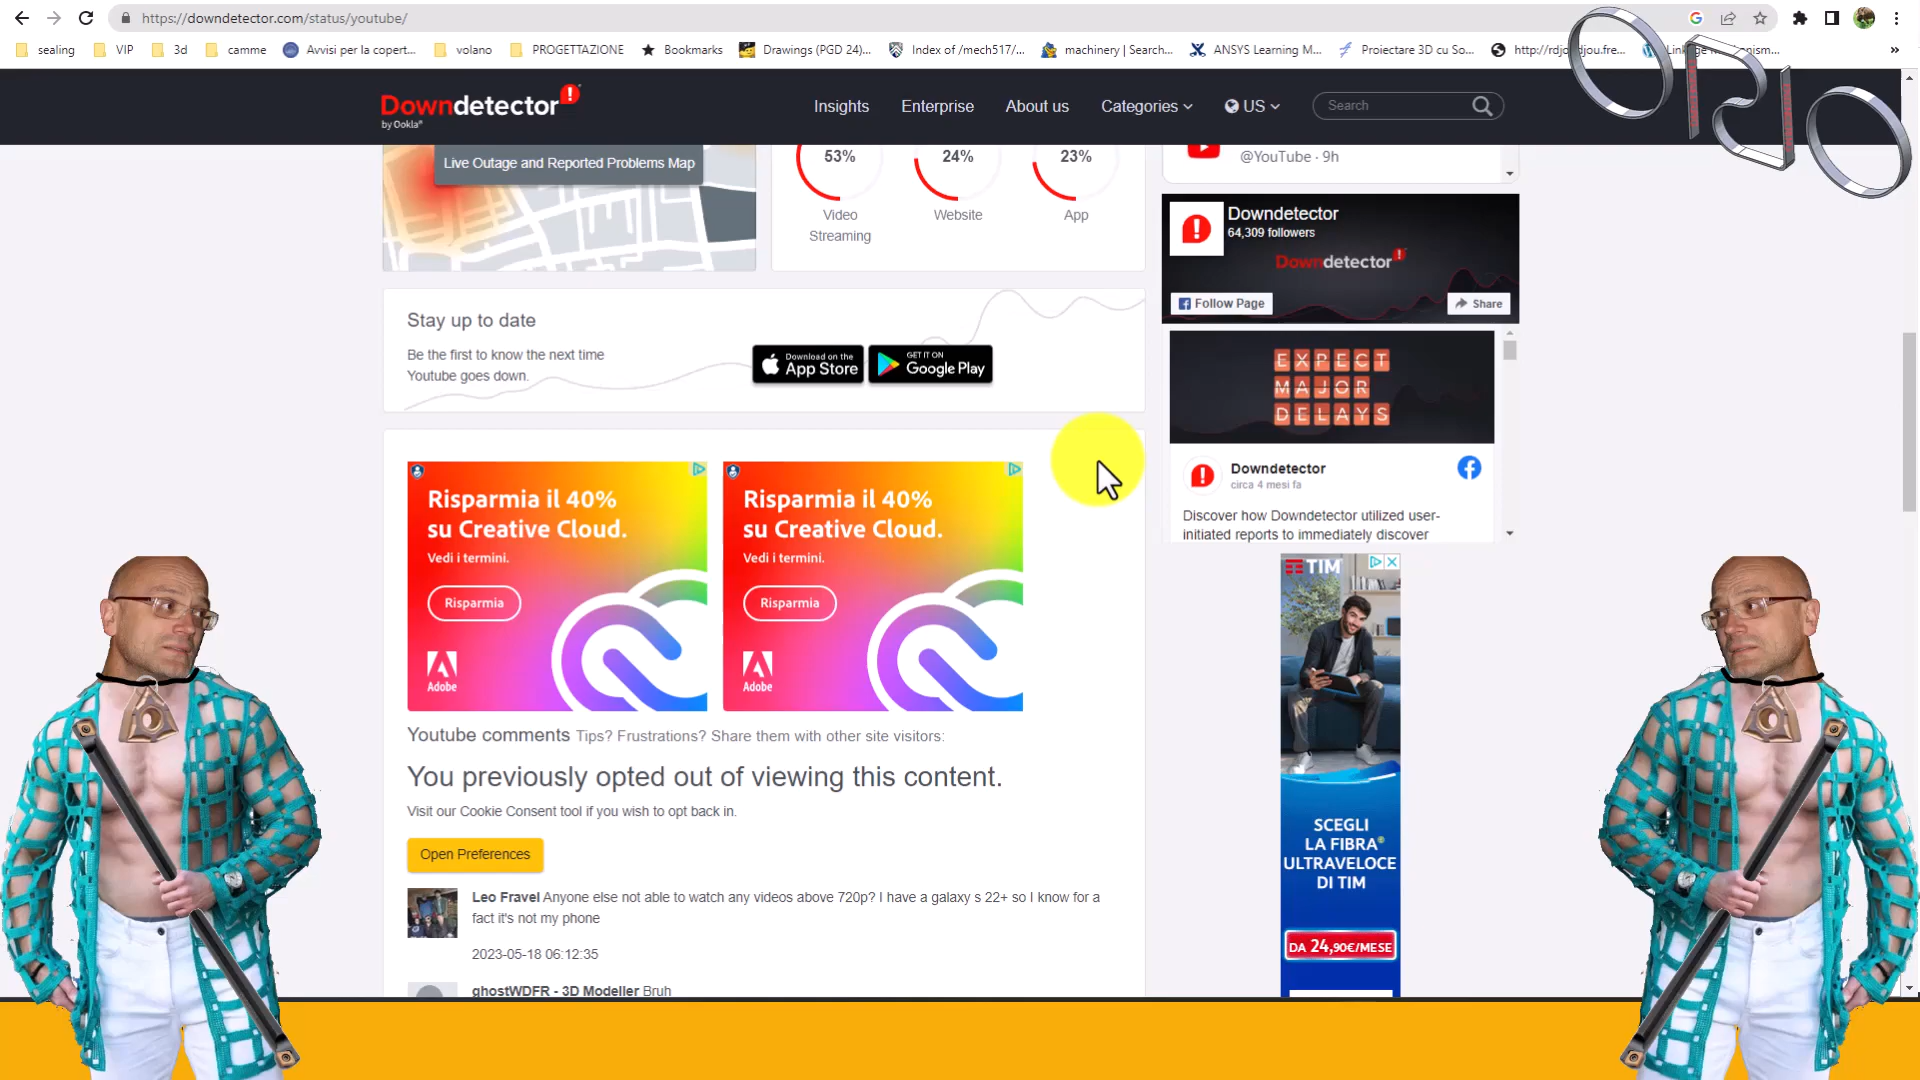 https://downdetector.com/status/youtube/
sealing
VIP
3d
camme
Avvisi per la copert...
volano
PROGETTAZIONE
Bookmarks
Drawings (PGD 24)...
Index of /mech517/...
machinery | Search...
ANSYS Learning M...
Proiectare 3D cu So...
»
Downdetector
by Ookla
Insights
Enterprise
About us
Categories
US
Search
Live Outage and Reported Problems Map
53%
24%
23%
Video
Streaming
Website
App
@YouTube · 9h
Downdetector
64,309 followers
Downdetector
Follow Page
Share
Stay up to date
Be the first to know the next time
Youtube goes down.
Download on the
App Store
GET IT ON
Google Play
EXPECT
MAJOR
DELAYS
Downdetector
circa 4 mesi fa
Discover how Downdetector utilized user-
initiated reports to immediately discover
Risparmia il 40%
su Creative Cloud.
Vedi i termini.
Risparmia
Adobe
Risparmia il 40%
su Creative Cloud.
Vedi i termini.
Risparmia
Adobe
TIM
SCEGLI
LA FIBRA
ULTRAVELOCE
DI TIM
DA 24,90€/MESE
Youtube comments Tips? Frustrations? Share them with other site visitors:
You previously opted out of viewing this content.
Visit our Cookie Consent tool if you wish to opt back in.
Open Preferences
Leo Fravel Anyone else not able to watch any videos above 720p? I have a galaxy s 22+ so I know for a
fact it's not my phone
2023-05-18 06:12:35
ghostWDFR - 3D Modeller Bruh